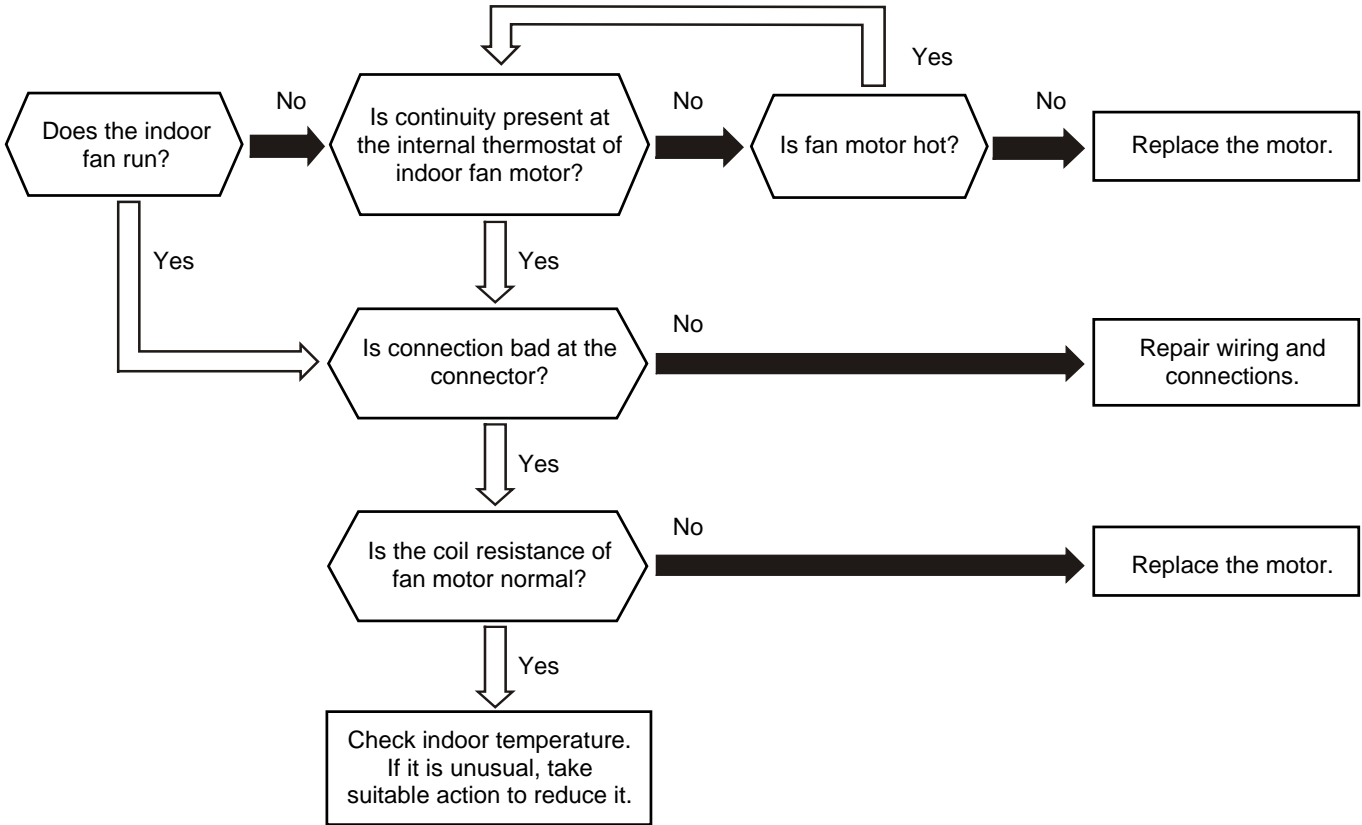 Yes
Does the indoor
fan run?
No
Is continuity present at
the internal thermostat of
indoor fan motor?
No
Is fan motor hot?
No
Replace the motor.
Yes
Yes
Is connection bad at the
connector?
No
Repair wiring and
connections.
Yes
Is the coil resistance of
fan motor normal?
No
Replace the motor.
Yes
Check indoor temperature.
If it is unusual, take
suitable action to reduce it.